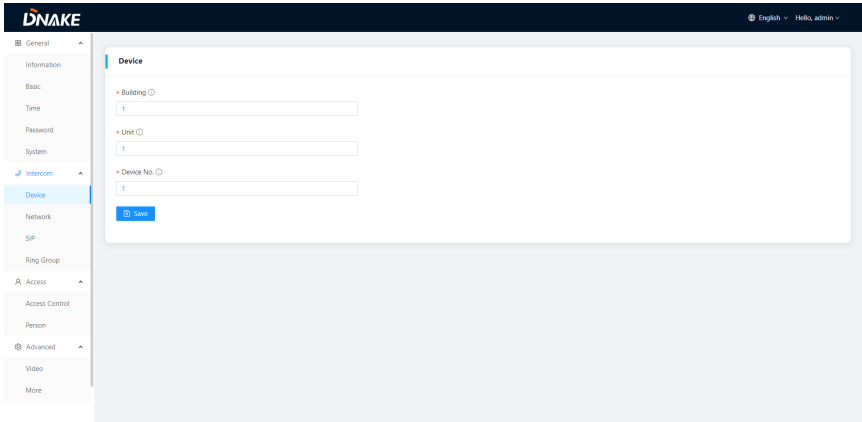 DNAKE
English
Hello, admin
General
Information
Basic
Time
Password
System
Intercom
Device
Network
SIP
Ring Group
Access
Access Control
Person
Advanced
Video
More
Device
* Building
1
* Unit
1
* Device No.
1
Save